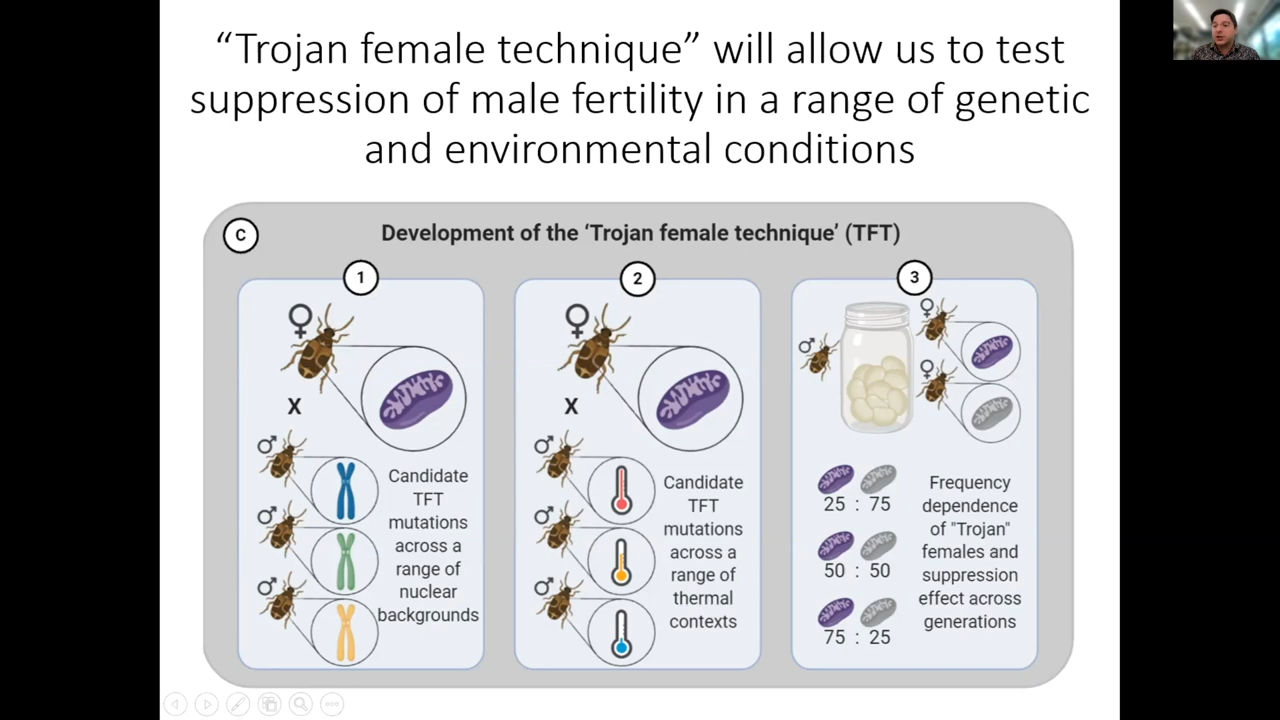 “Trojan female technique” will allow us to test
suppression of male fertility in a range of genetic
and environmental conditions
C
Development of the ‘Trojan female technique’ (TFT)
1
♀
X
♂
♂
♂
Candidate
TFT
mutations
across a
range of
nuclear
backgrounds
2
♀
X
♂
♂
♂
Candidate
TFT
mutations
across a
range of
thermal
contexts
3
♂
♀
♀
25 : 75
50 : 50
75 : 25
Frequency
dependence
of "Trojan"
females and
suppression
effect across
generations